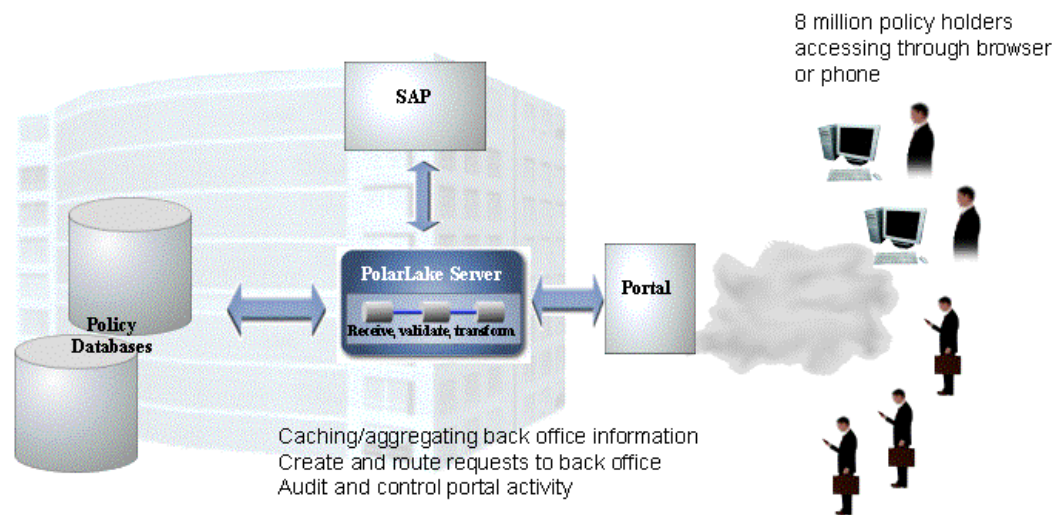 8 million policy holders
accessing through browser
or phone
SAP
PolarLake Server
Receive, validate, transform
Portal
Policy
Databases
Caching/aggregating back office information
Create and route requests to back office
Audit and control portal activity